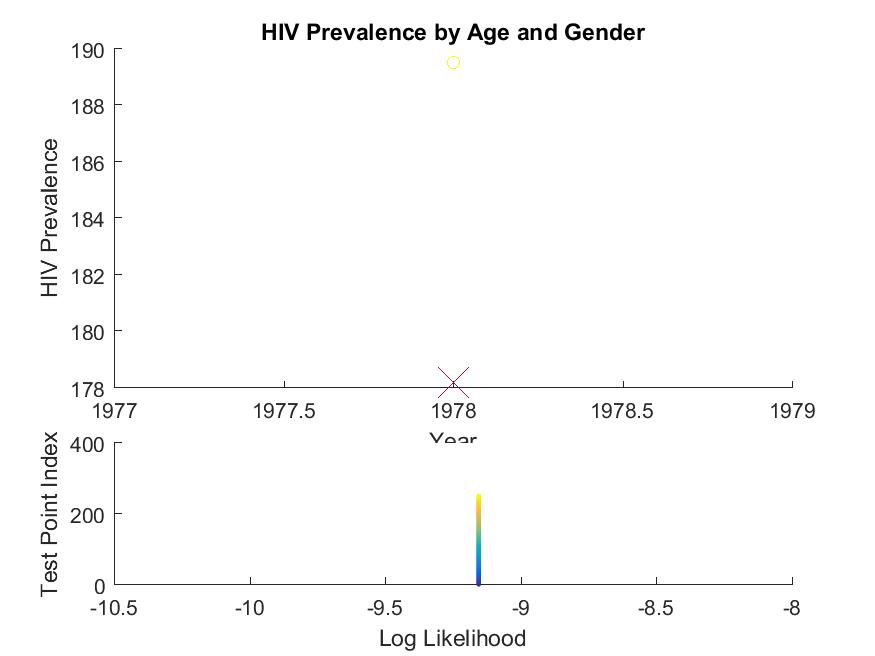 HIV Prevalence by Age and Gender
190
188
186
184
182
180
178
HIV Prevalence
1977 1977.5 1978 1978.5 1979
Year
400
200
0
Test Point Index
-10.5 -10 -9.5 -9 -8.5 -8
Log Likelihood